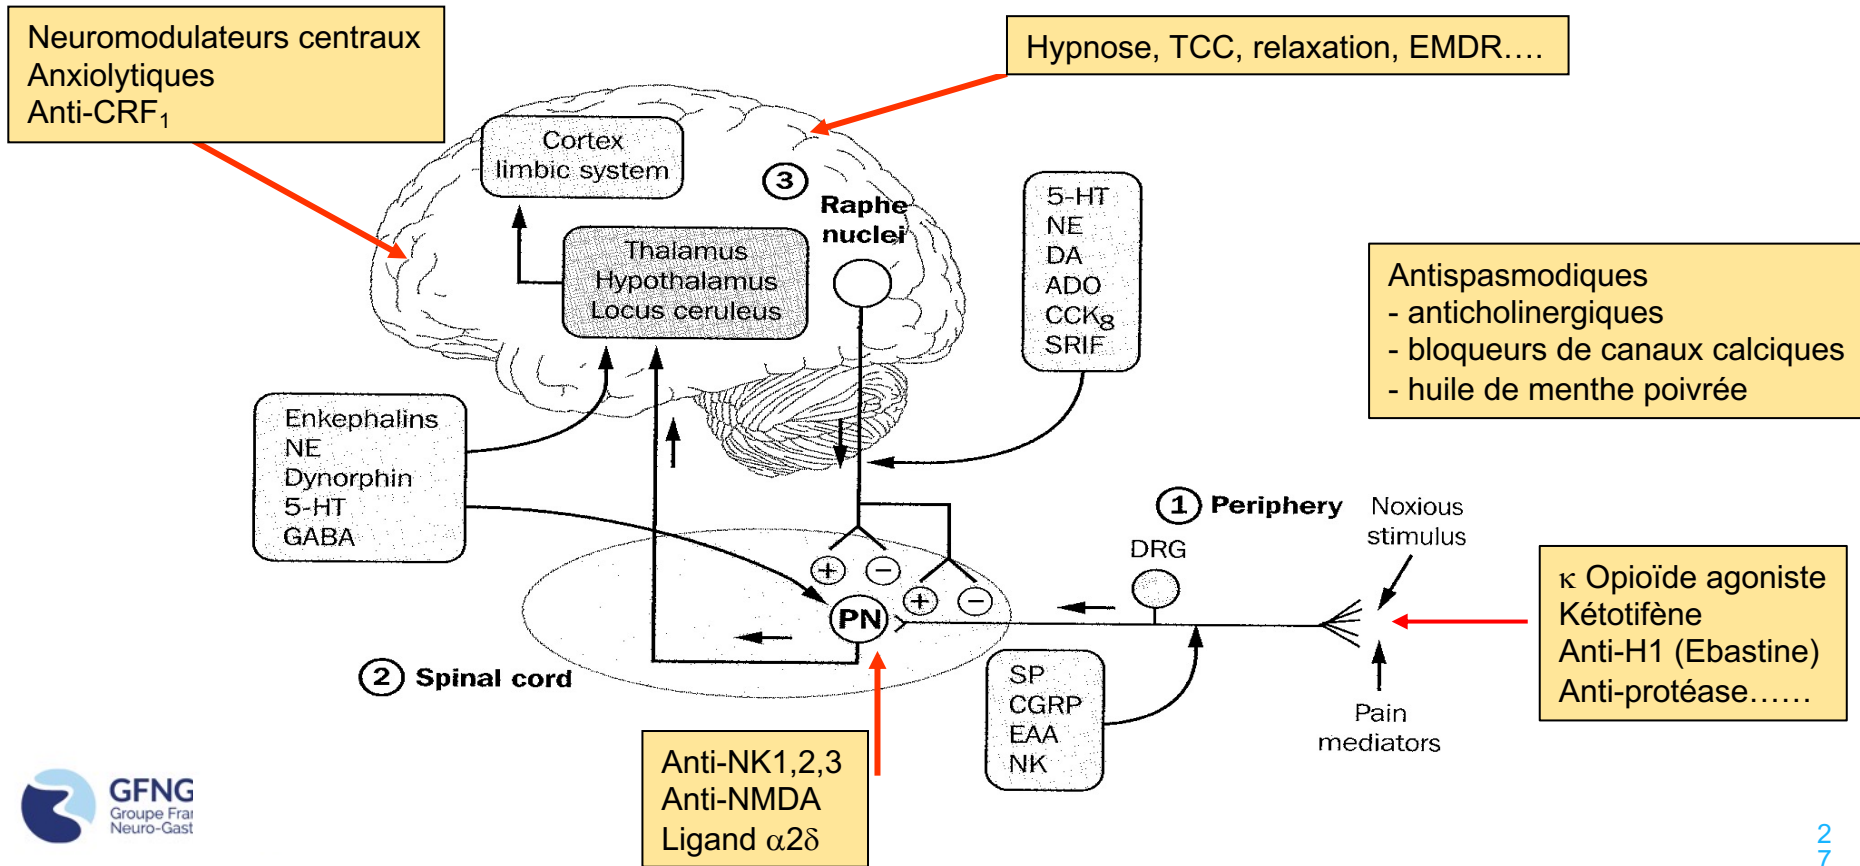 Neuromodulateurs centraux
Anxiolytiques
Anti-CRF₁
Hypnose, TCC, relaxation, EMDR....
Cortex
limbic system
3
Raphe
nuclei
Thalamus
Hypothalamus
Locus ceruleus
5-HT
NE
DA
ADO
CCK₈
SRIF
Antispasmodiques
- anticholinergiques
- bloqueurs de canaux calciques
- huile de menthe poivrée
Enkephalins
NE
Dynorphin
5-HT
GABA
1 Periphery
Noxious
stimulus
DRG
+ −
+ −
PN
κ Opioïde agoniste
Kétotifène
Anti-H1 (Ebastine)
Anti-protéase......
2 Spinal cord
SP
CGRP
EAA
NK
Pain
mediators
Anti-NK1,2,3
Anti-NMDA
Ligand α2δ
GFNG
Groupe Fra
Neuro-Gast
2
7